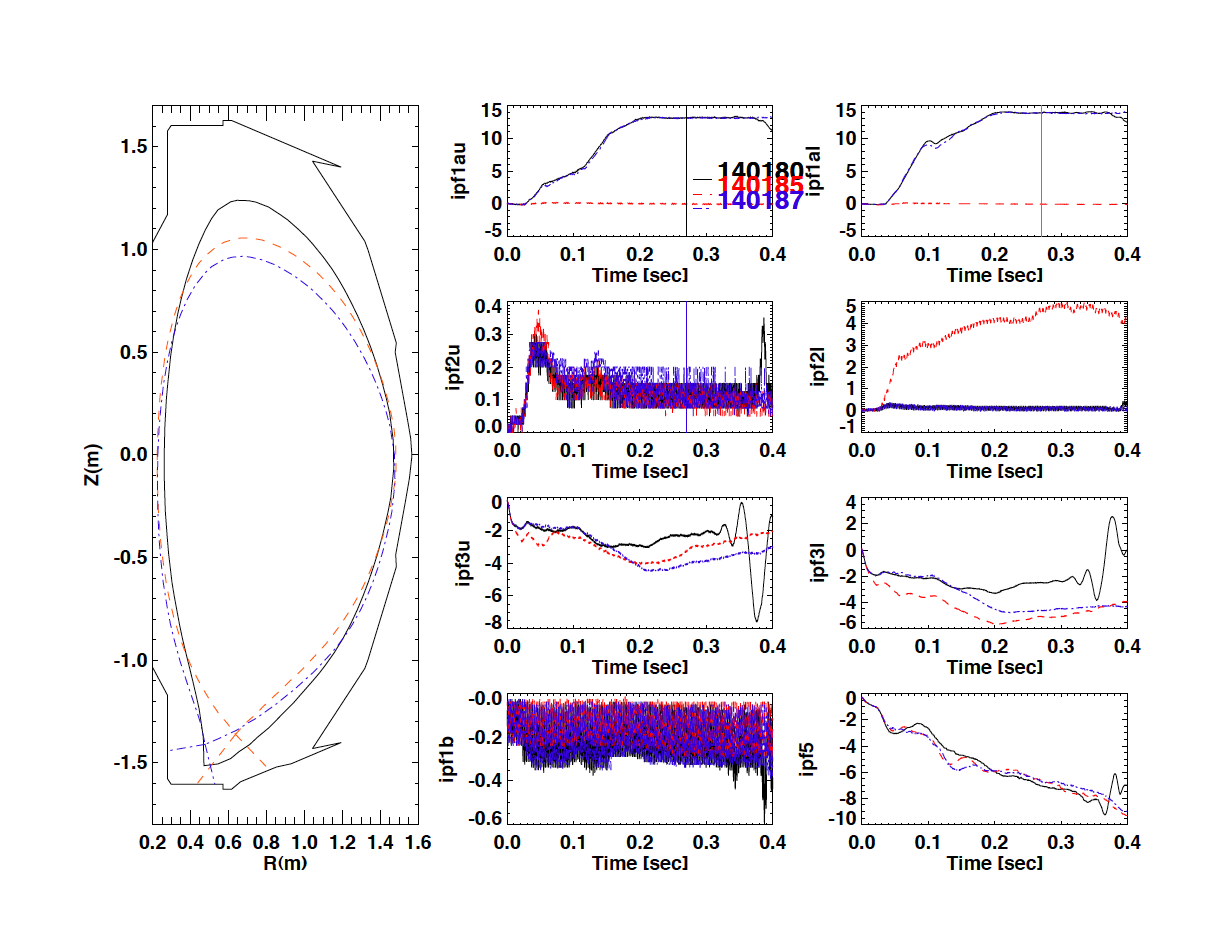 Z(m)
1.5
1.0
0.5
0.0
-0.5
-1.0
-1.5
0.2 0.4 0.6 0.8 1.0 1.2 1.4 1.6
R(m)
ipf1au
15
10
5
0
-5
140180
140185
140187
0.0 0.1 0.2 0.3 0.4
Time [sec]
ipf1al
15
10
5
0
-5
0.0 0.1 0.2 0.3 0.4
Time [sec]
ipf2u
0.4
0.3
0.2
0.1
0.0
0.0 0.1 0.2 0.3 0.4
Time [sec]
ipf2l
5
4
3
2
1
0
-1
0.0 0.1 0.2 0.3 0.4
Time [sec]
ipf3u
0
-2
-4
-6
-8
0.0 0.1 0.2 0.3 0.4
Time [sec]
ipf3l
4
2
0
-2
-4
-6
0.0 0.1 0.2 0.3 0.4
Time [sec]
ipf1b
-0.0
-0.2
-0.4
-0.6
0.0 0.1 0.2 0.3 0.4
Time [sec]
ipf5
0
-2
-4
-6
-8
-10
0.0 0.1 0.2 0.3 0.4
Time [sec]